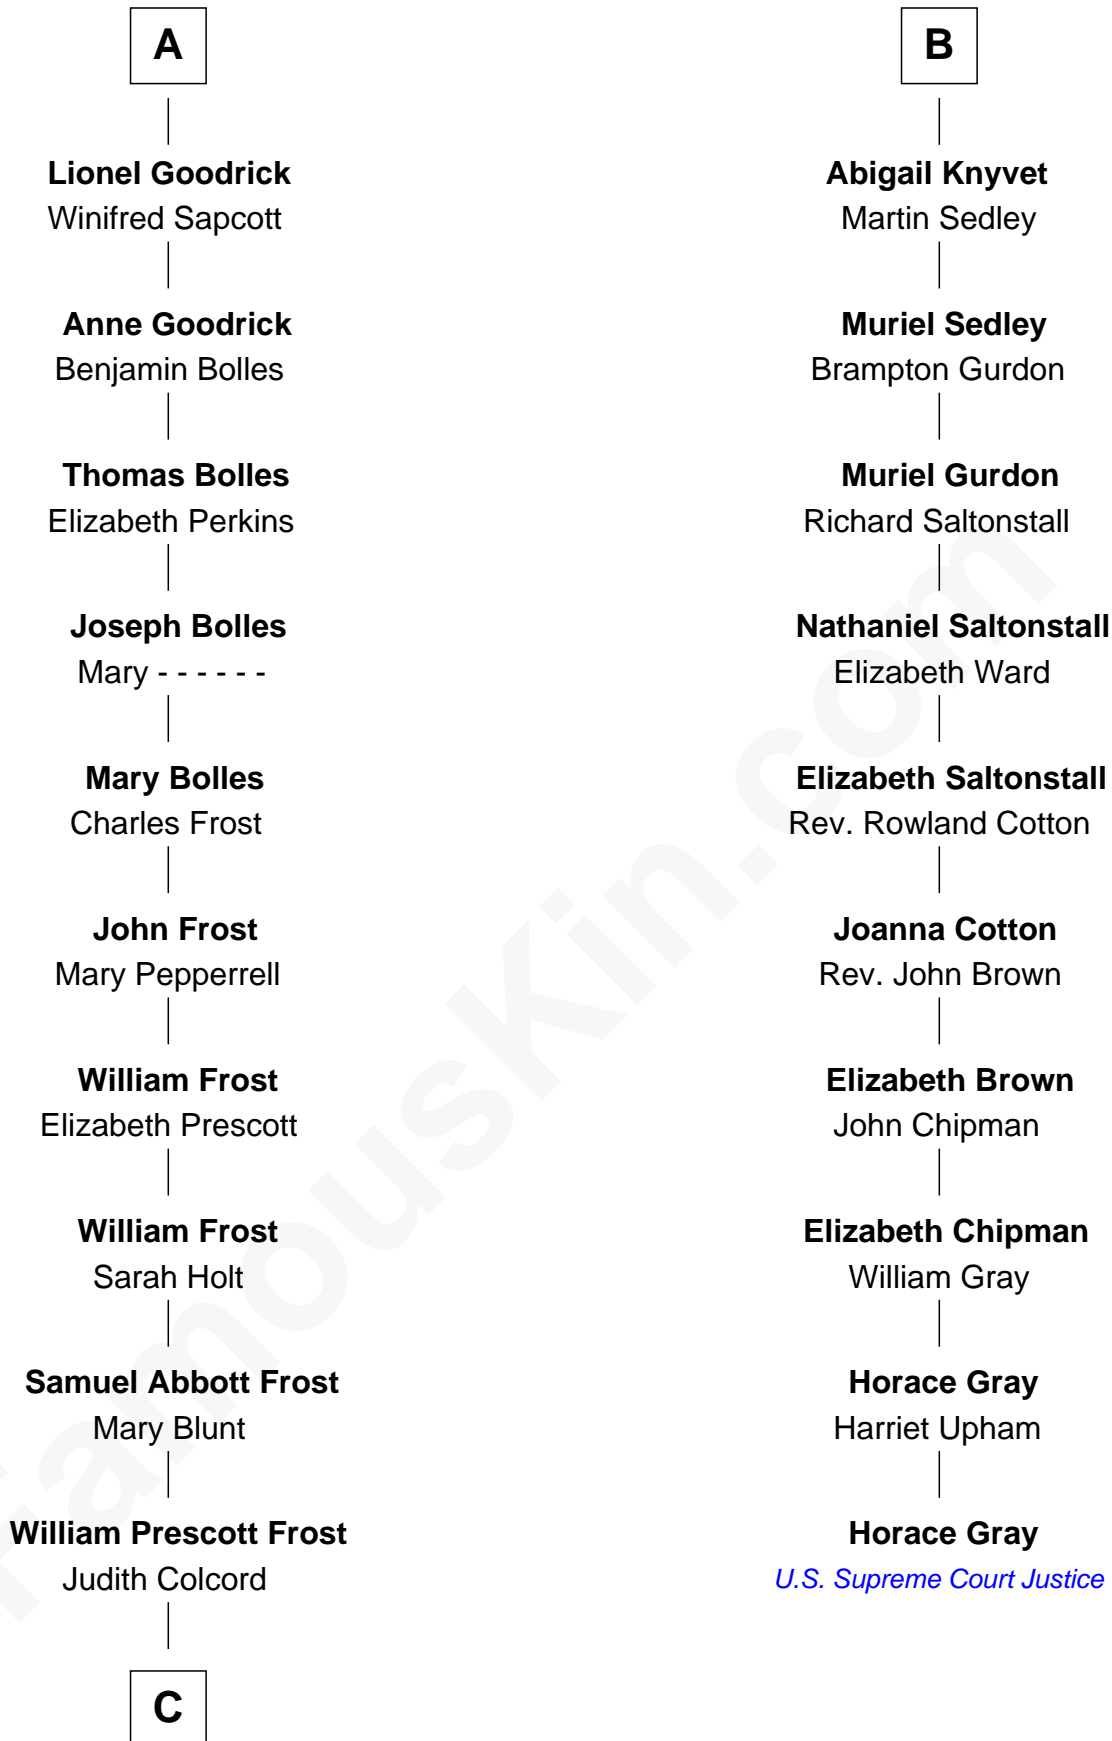 A
Lionel Goodrick
Winifred Sapcott
Anne Goodrick
Benjamin Bolles
Thomas Bolles
Elizabeth Perkins
Joseph Bolles
Mary - - - - - -
Mary Bolles
Charles Frost
John Frost
Mary Pepperrell
William Frost
Elizabeth Prescott
William Frost
Sarah Holt
Samuel Abbott Frost
Mary Blunt
William Prescott Frost
Judith Colcord
C
B
Abigail Knyvet
Martin Sedley
Muriel Sedley
Brampton Gurdon
Muriel Gurdon
Richard Saltonstall
Nathaniel Saltonstall
Elizabeth Ward
Elizabeth Saltonstall
Rev. Rowland Cotton
Joanna Cotton
Rev. John Brown
Elizabeth Brown
John Chipman
Elizabeth Chipman
William Gray
Horace Gray
Harriet Upham
Horace Gray
U.S. Supreme Court Justice
FamousKin.com